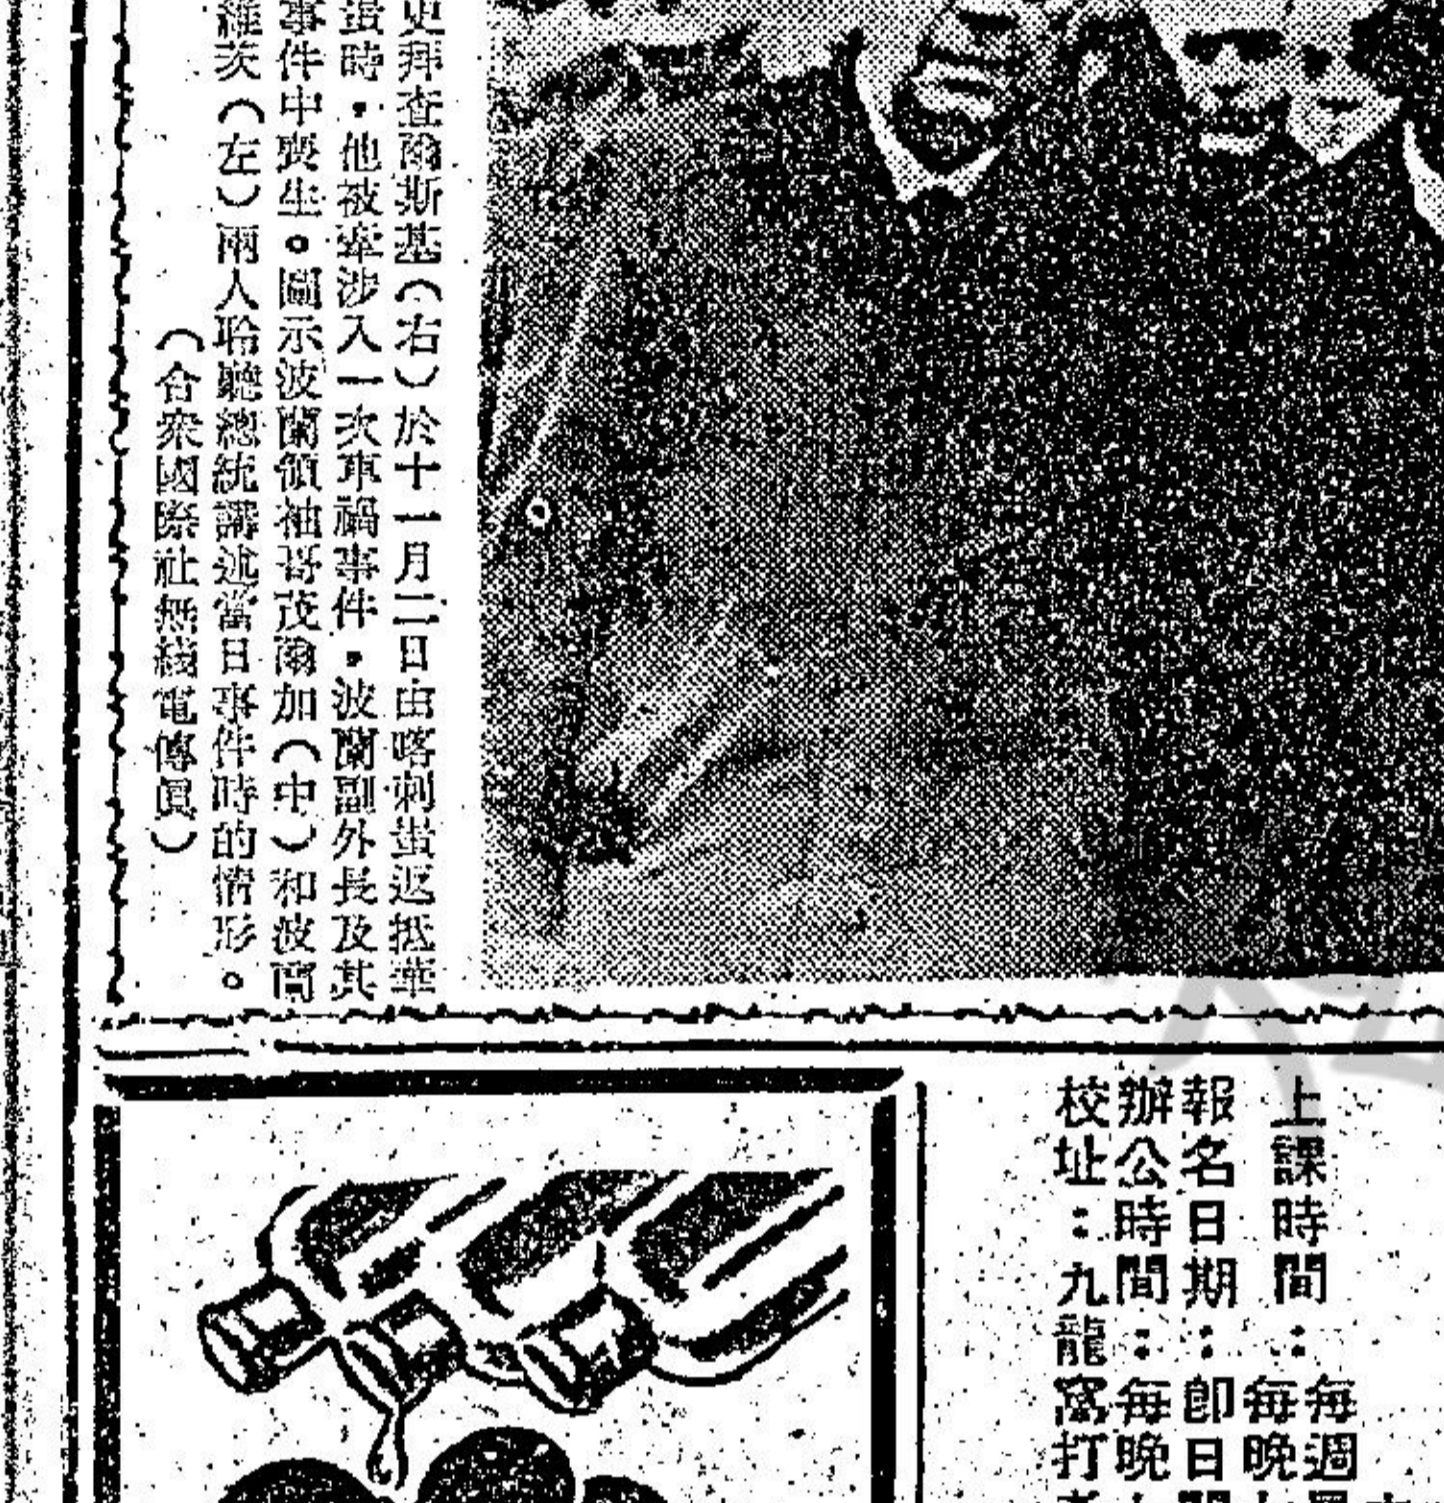 史拜查爾斯基（右）於十一月二日由喀刺蚩返抵華
蚩時，他被牽涉入一次車禍事件，波蘭副外長及其
事件中喪生。圖示波蘭領袖哥茂爾加（中）和波蘭
維茨（左）兩人聆聽總統講述當日事件時的情形。
（合衆國際社無綫電傳眞）
上課時間：每週
每晚
報名日期：即日
辦公時間：每晚
校址：九龍窩打